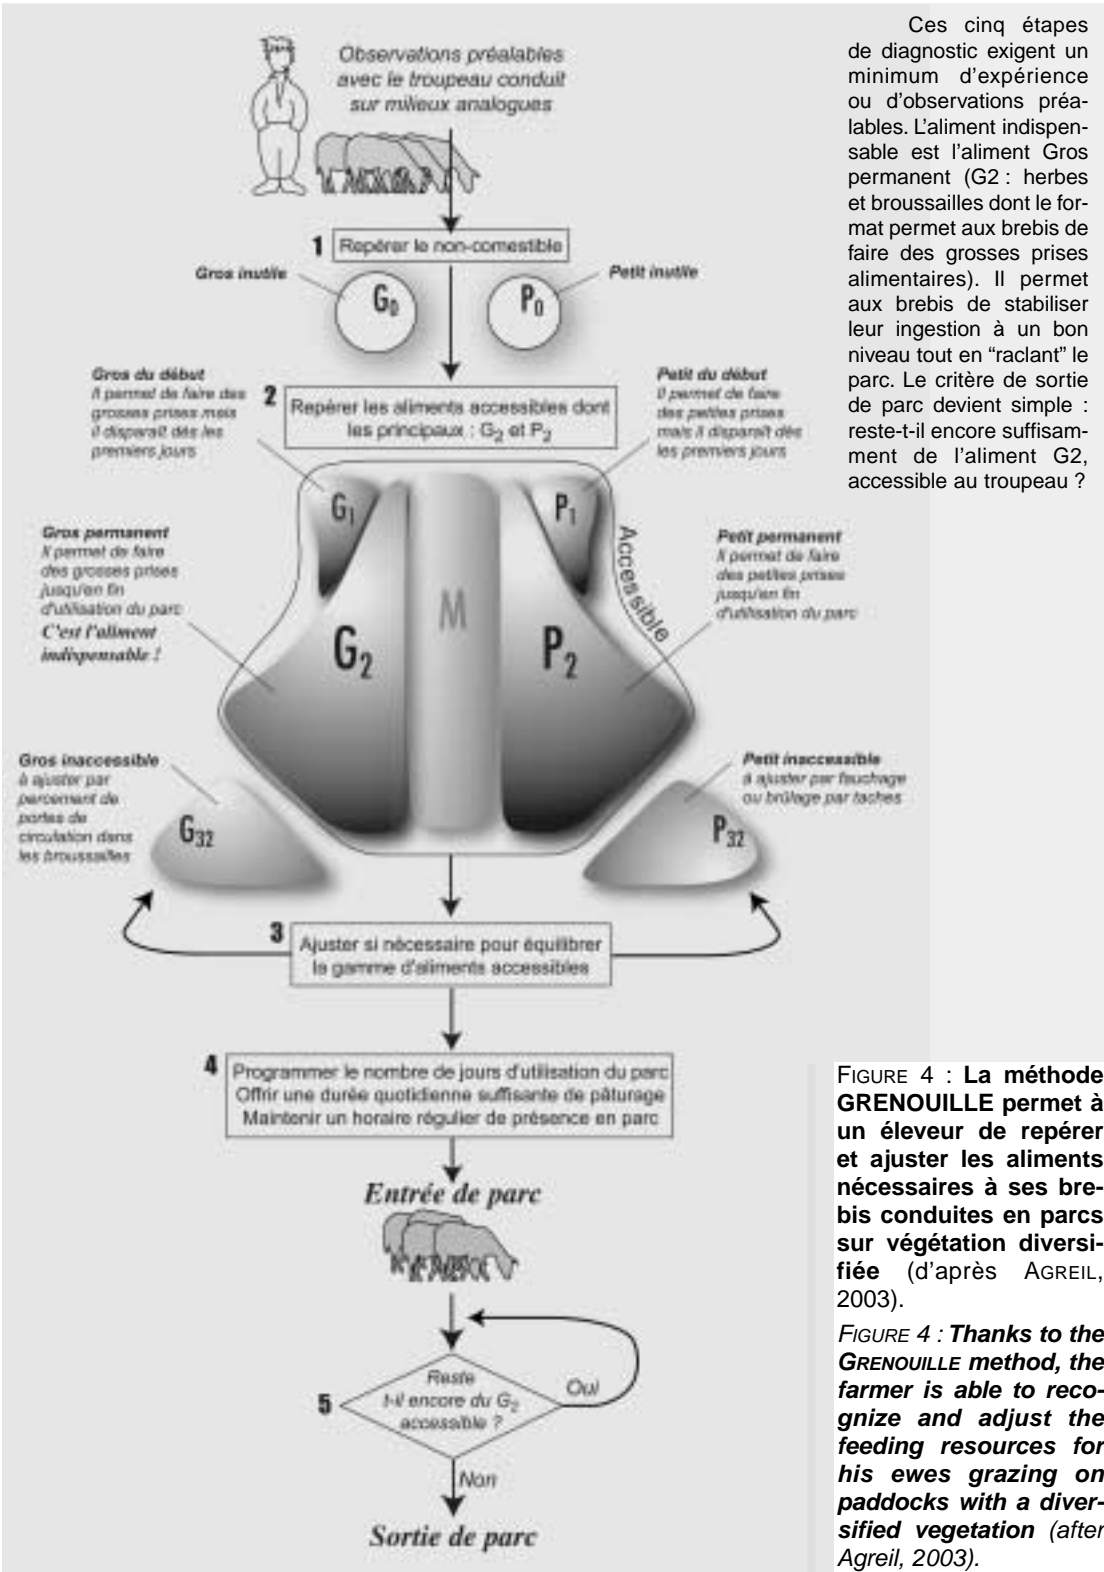 Observations préalables
avec le troupeau conduit
sur milieux analogues
1 Repérer le non-comestible
Gros inutile
Petit inutile
G0
P0
Gros du début
Il permet de faire des
grosses prises mais
il disparaît dès les
premiers jours
2 Repérer les aliments accessibles dont
les principaux : G2 et P2
Petit du début
Il permet de faire
des petites prises
mais il disparaît dès
les premiers jours
G1
P1
Accessible
Gros permanent
Il permet de faire
des grosses prises
jusqu'en fin
d'utilisation du parc
C'est l'aliment
indispensable !
M
G2
P2
Petit permanent
Il permet de faire
des petites prises
jusqu'en fin
d'utilisation du parc
Gros inaccessible
à ajuster par
percement de
portes de
circulation dans
les broussailles
G32
Petit inaccessible
à ajuster par fauchage
ou brûlage par taches
P32
3 Ajuster si nécessaire pour équilibrer
la gamme d'aliments accessibles
4 Programmer le nombre de jours d'utilisation du parc
Offrir une durée quotidienne suffisante de pâturage
Maintenir un horaire régulier de présence en parc
Entrée de parc
5 Reste
t-il encore du G2
accessible ?
Oui
Non
Sortie de parc
Ces cinq étapes
de diagnostic exigent un
minimum d'expérience
ou d'observations préa-
lables. L'aliment indispen-
sable est l'aliment Gros
permanent (G2 : herbes
et broussailles dont le for-
mat permet aux brebis de
faire des grosses prises
alimentaires). Il permet
aux brebis de stabiliser
leur ingestion à un bon
niveau tout en “raclant” le
parc. Le critère de sortie
de parc devient simple :
reste-t-il encore suffisam-
ment de l'aliment G2,
accessible au troupeau ?
FIGURE 4 : La méthode
GRENOUILLE permet à
un éleveur de repérer
et ajuster les aliments
nécessaires à ses bre-
bis conduites en parcs
sur végétation diversi-
fiée (d'après AGREIL,
2003).
FIGURE 4 : Thanks to the
GRENOUILLE method, the
farmer is able to reco-
gnize and adjust the
feeding resources for
his ewes grazing on
paddocks with a diver-
sified vegetation (after
Agreil, 2003).